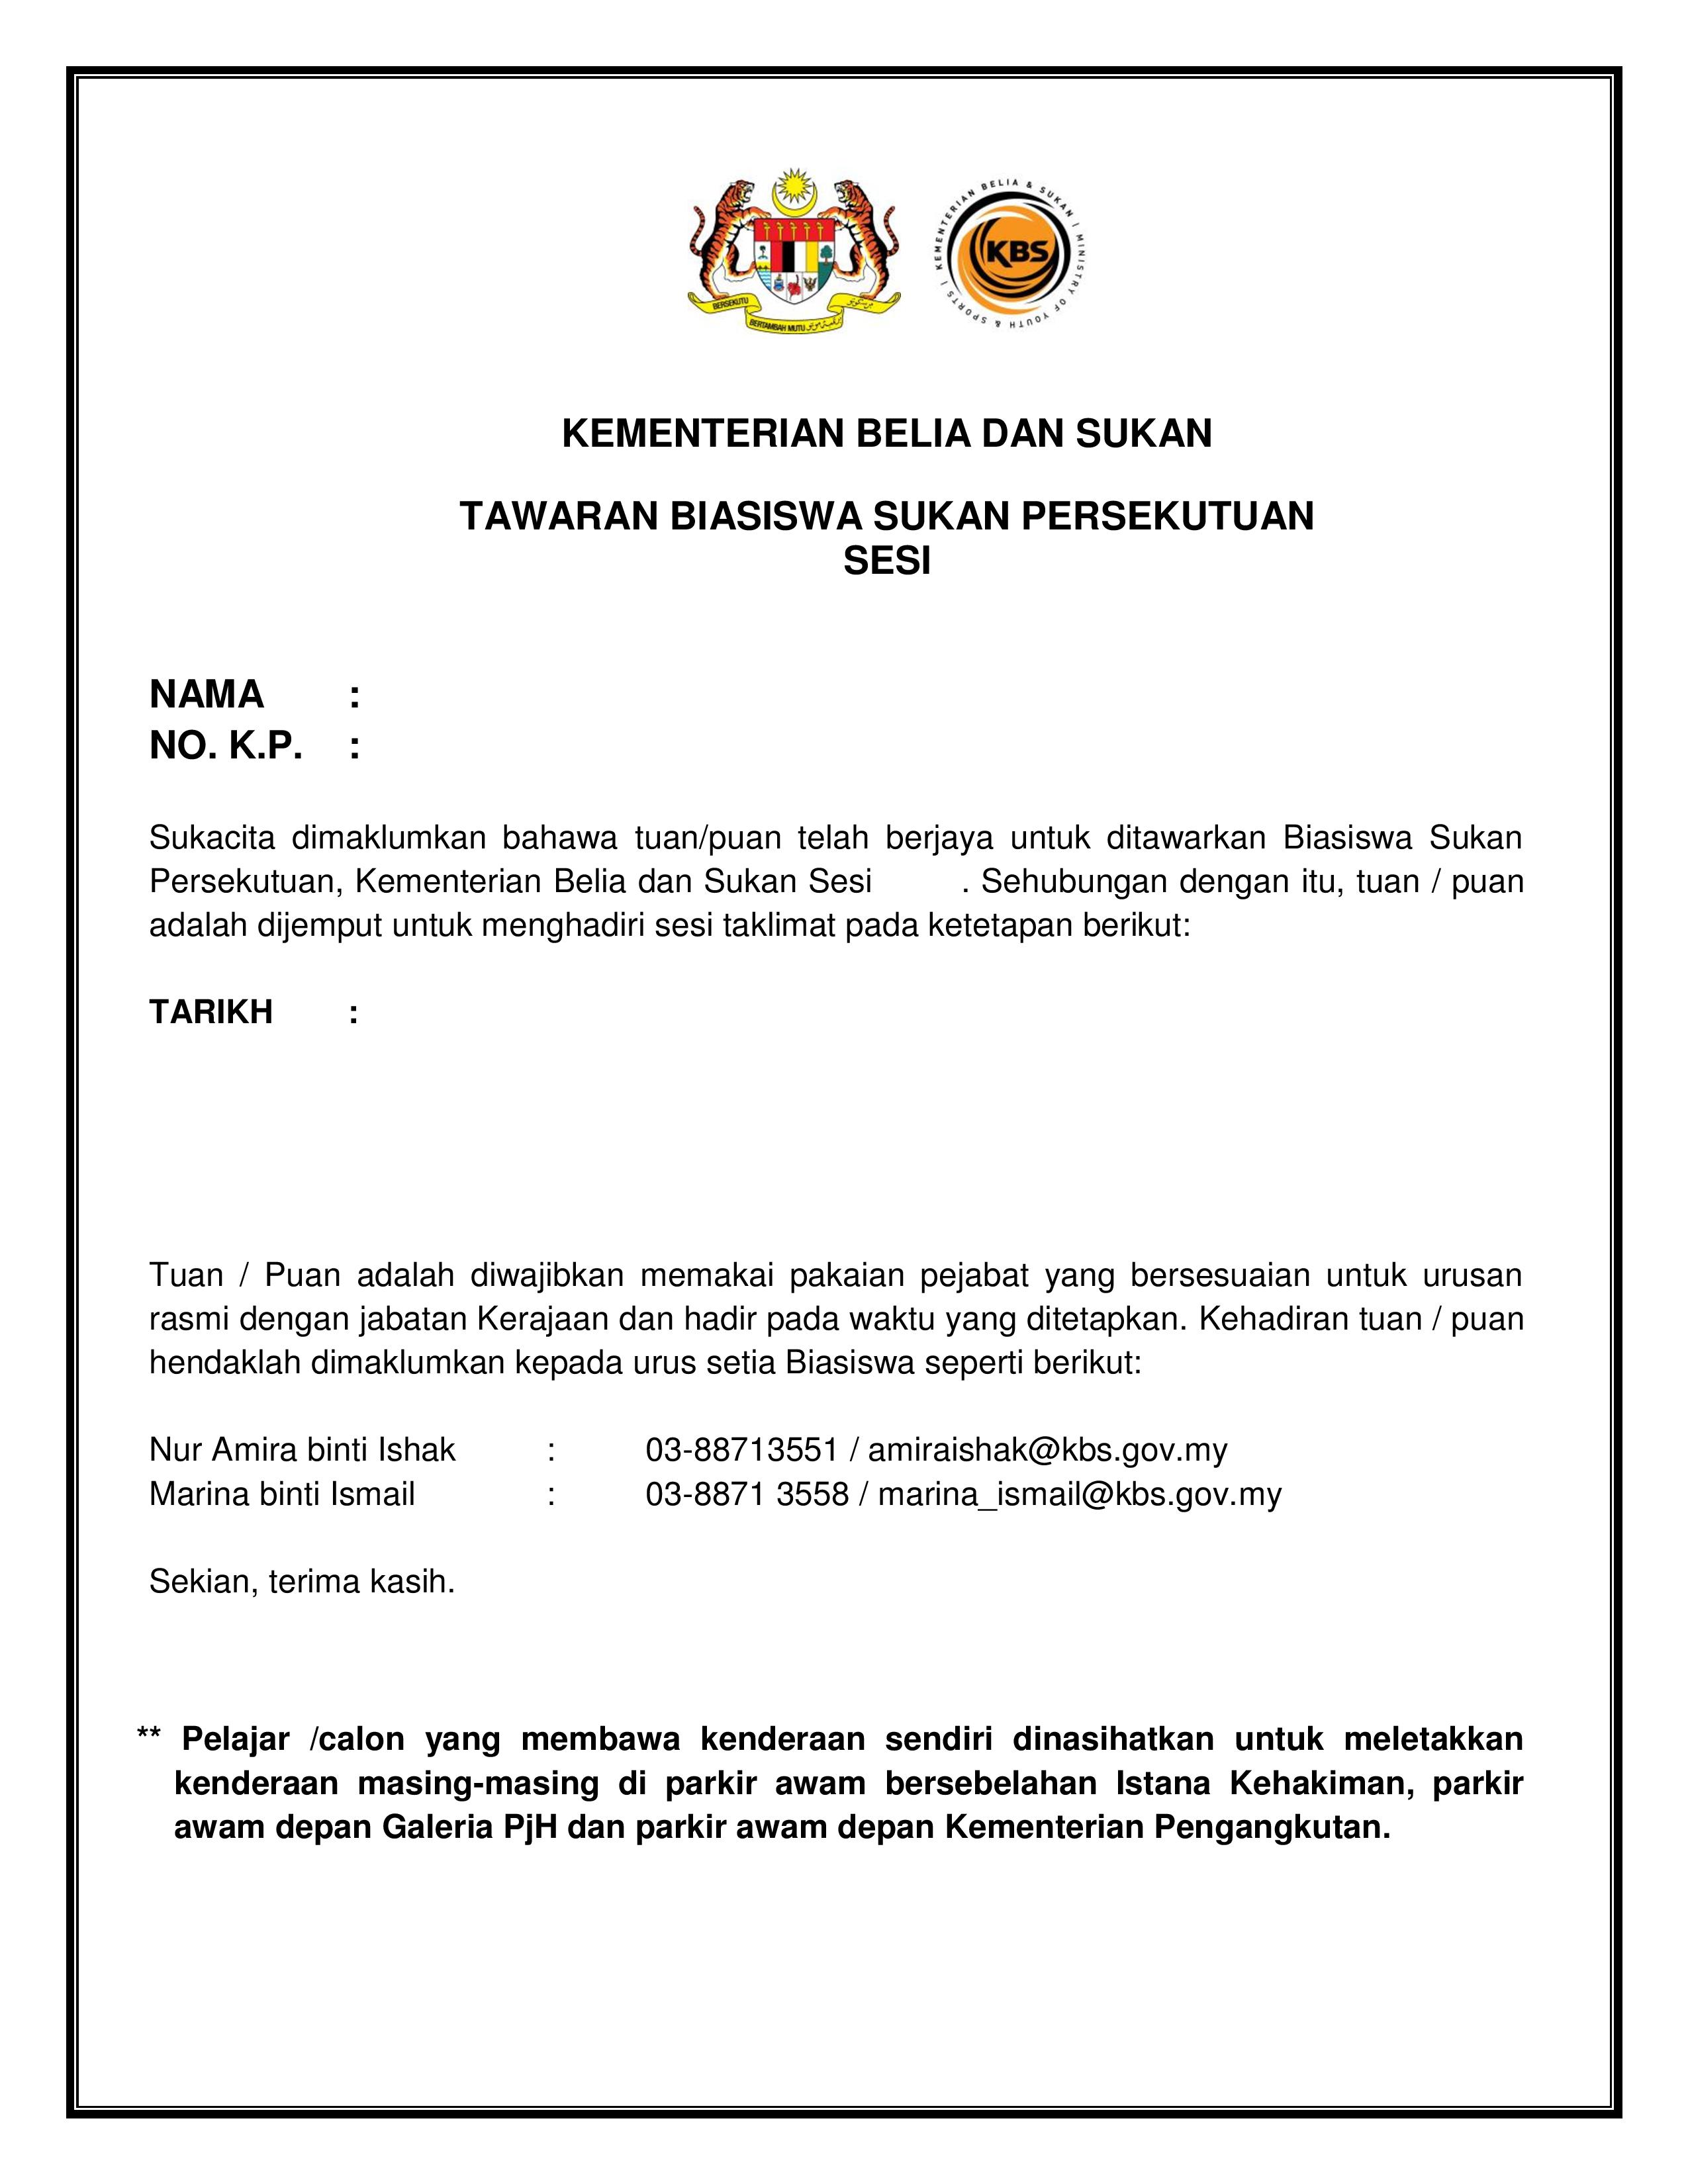 BERSEKUTU
BERTAMBAH MUTU
KEMENTERIAN BELIA & SUKAN | MINISTRY OF YOUTH & SPORTS |
KBS
KEMENTERIAN BELIA DAN SUKAN
TAWARAN BIASISWA SUKAN PERSEKUTUAN
SESI
NAMA :
NO. K.P. :
Sukacita dimaklumkan bahawa tuan/puan telah berjaya untuk ditawarkan Biasiswa Sukan
Persekutuan, Kementerian Belia dan Sukan Sesi . Sehubungan dengan itu, tuan / puan
adalah dijemput untuk menghadiri sesi taklimat pada ketetapan berikut:
TARIKH :
Tuan / Puan adalah diwajibkan memakai pakaian pejabat yang bersesuaian untuk urusan
rasmi dengan jabatan Kerajaan dan hadir pada waktu yang ditetapkan. Kehadiran tuan / puan
hendaklah dimaklumkan kepada urus setia Biasiswa seperti berikut:
Nur Amira binti Ishak : 03-88713551 / amiraishak@kbs.gov.my
Marina binti Ismail : 03-8871 3558 / marina_ismail@kbs.gov.my
Sekian, terima kasih.
** Pelajar /calon yang membawa kenderaan sendiri dinasihatkan untuk meletakkan
kenderaan masing-masing di parkir awam bersebelahan Istana Kehakiman, parkir
awam depan Galeria PjH dan parkir awam depan Kementerian Pengangkutan.